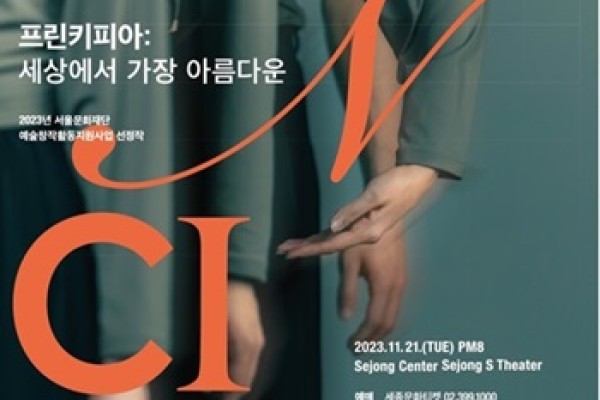 프린키피아:
세상에서 가장 아름다운
2023년 서울문화재단
예술창작활동지원사업 선정작
N
CI
2023.11.21.(TUE) PM8
Sejong Center Sejong S Theater
예매 세종문화티켓 02.399.1000